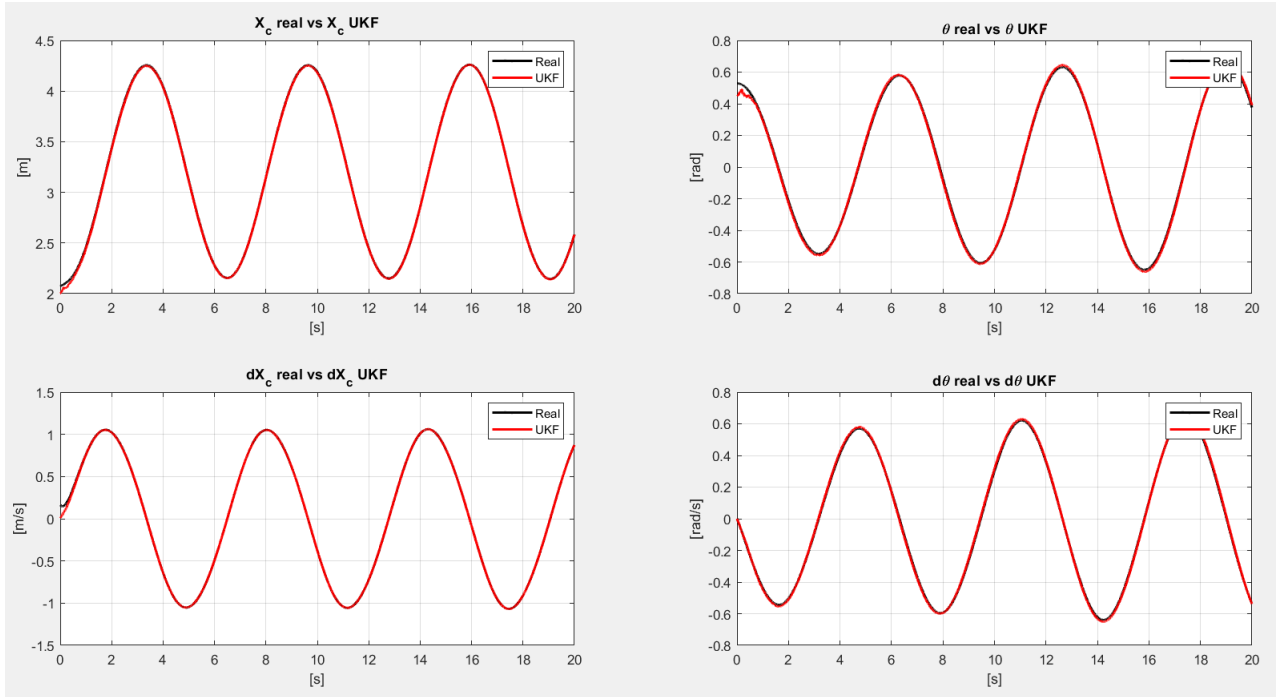 X_c real vs X_c UKF
4.5
4
3.5
3
2.5
2
[m]
0 2 4 6 8 10 12 14 16 18 20
[s]
Real
UKF
θ real vs θ UKF
0.8
0.6
0.4
0.2
0
-0.2
-0.4
-0.6
-0.8
[rad]
0 2 4 6 8 10 12 14 16 18 20
[s]
Real
UKF
dX_c real vs dX_c UKF
1.5
1
0.5
0
-0.5
-1
-1.5
[m/s]
0 2 4 6 8 10 12 14 16 18 20
[s]
Real
UKF
dθ real vs dθ UKF
0.8
0.6
0.4
0.2
0
-0.2
-0.4
-0.6
-0.8
[rad/s]
0 2 4 6 8 10 12 14 16 18 20
[s]
Real
UKF